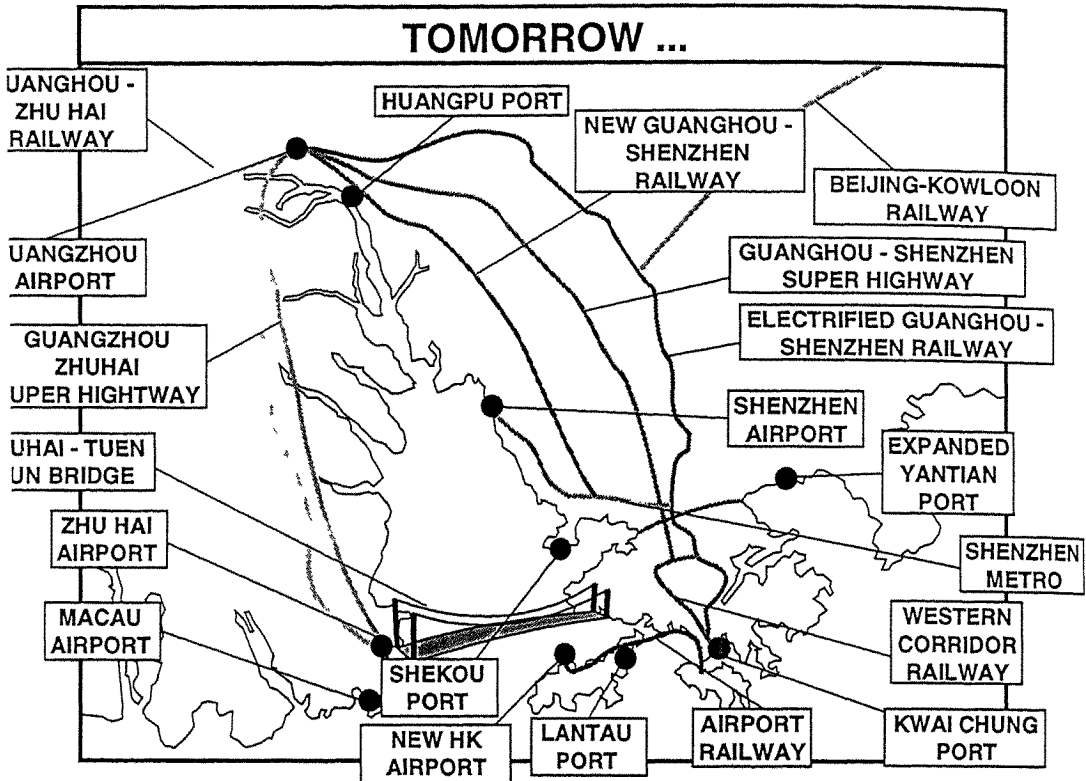 TOMORROW ...
UANGHOU -
ZHU HAI
RAILWAY
HUANGPU PORT
NEW GUANGHOU -
SHENZHEN
RAILWAY
BEIJING-KOWLOON
RAILWAY
UANGZHOU
AIRPORT
GUANGHOU - SHENZHEN
SUPER HIGHWAY
GUANGZHOU
ZHUHAI
UPER HIGHTWAY
ELECTRIFIED GUANGHOU -
SHENZHEN RAILWAY
SHENZHEN
AIRPORT
UHAI - TUEN
UN BRIDGE
EXPANDED
YANTIAN
PORT
ZHU HAI
AIRPORT
SHENZHEN
METRO
MACAU
AIRPORT
WESTERN
CORRIDOR
RAILWAY
SHEKOU
PORT
NEW HK
AIRPORT
LANTAU
PORT
AIRPORT
RAILWAY
KWAI CHUNG
PORT